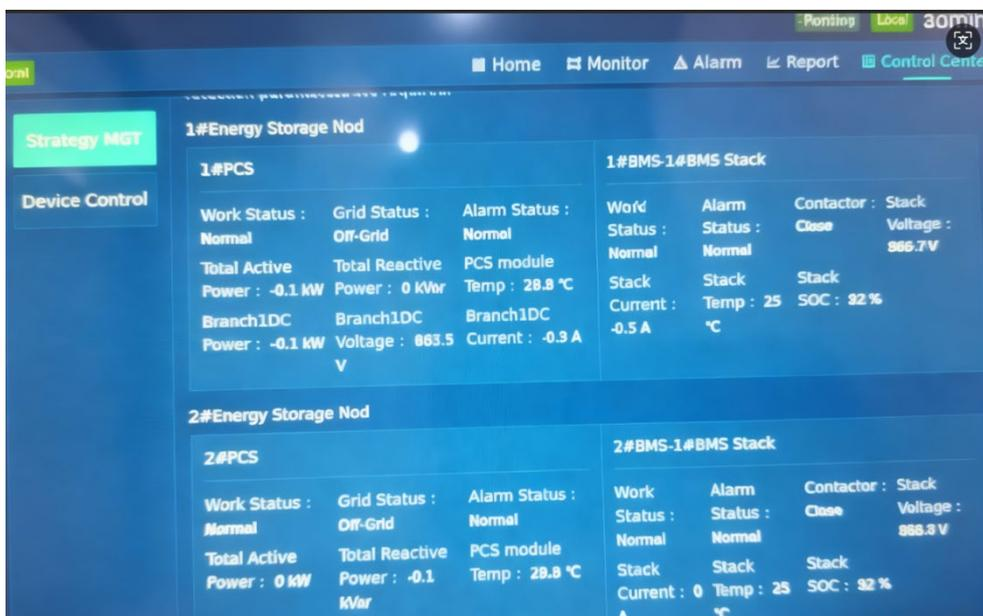 Local
Home Monitor Alarm Report Control Cente
Strategy MGT
Device Control
1#Energy Storage Nod
1#PCS
Work Status : Normal
Grid Status : Off-Grid
Alarm Status : Normal
Total Active Power : -0.1 kW
Total Reactive Power : 0 kVar
PCS module Temp : 28.8 °C
Branch1DC Power : -0.1 kW
Branch1DC Voltage : 863.5 V
Branch1DC Current : -0.3 A
1#BMS-1#BMS Stack
Work Status : Normal
Alarm Status : Normal
Contactor : Close
Stack Voltage : 866.7 V
Stack Current : -0.5 A
Stack Temp : 25 °C
Stack SOC : 92 %
2#Energy Storage Nod
2#PCS
Work Status : Normal
Grid Status : Off-Grid
Alarm Status : Normal
Total Active Power : 0 kW
Total Reactive Power : -0.1 kVar
PCS module Temp : 28.8 °C
2#BMS-1#BMS Stack
Work Status : Normal
Alarm Status : Normal
Contactor : Close
Stack Voltage : 866.3 V
Stack Current : 0
Stack Temp : 25 °C
Stack SOC : 92 %